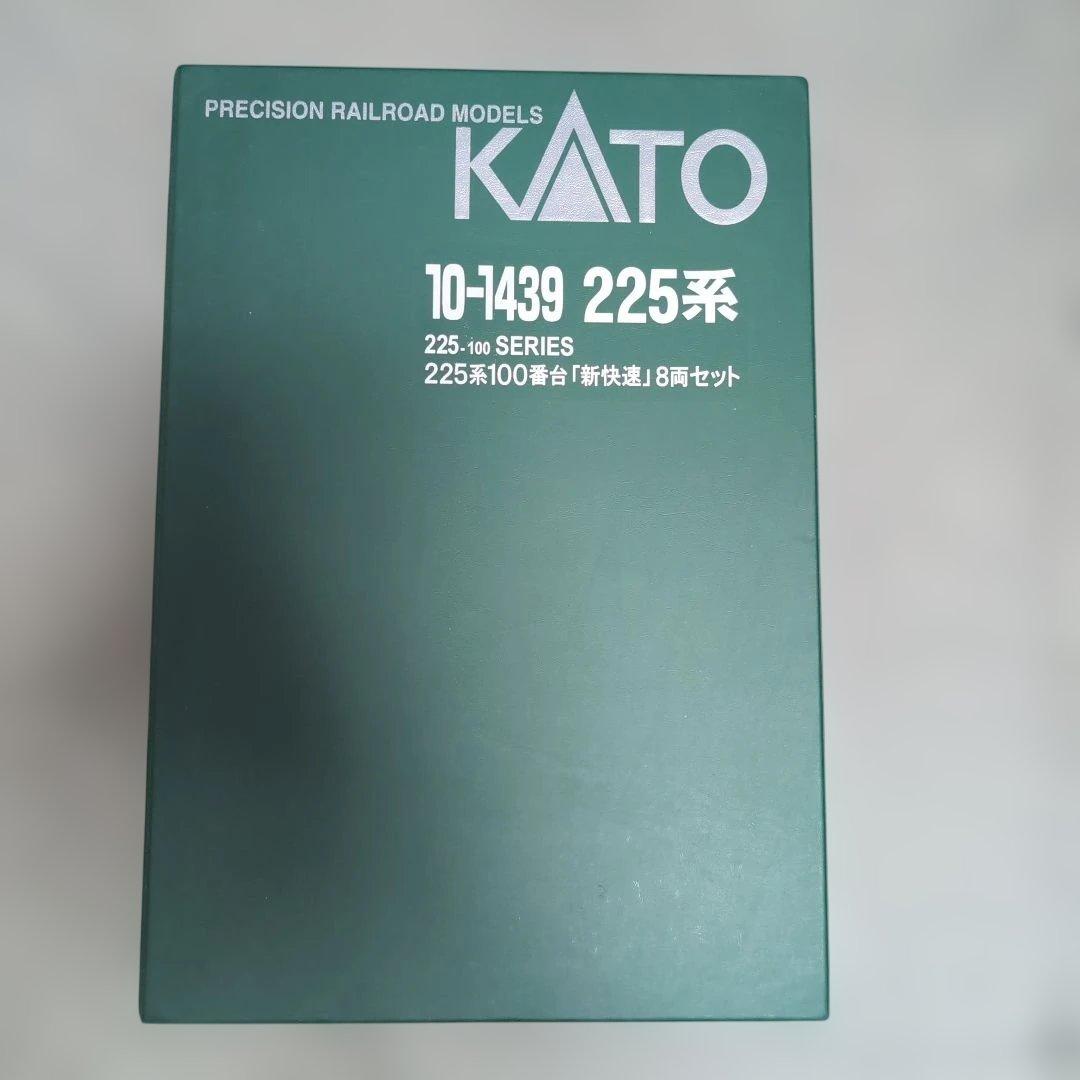 PRECISION RAILROAD MODELS
KATO
10-1439 225系
225-100 SERIES
225系100番台「新快速」8両セット